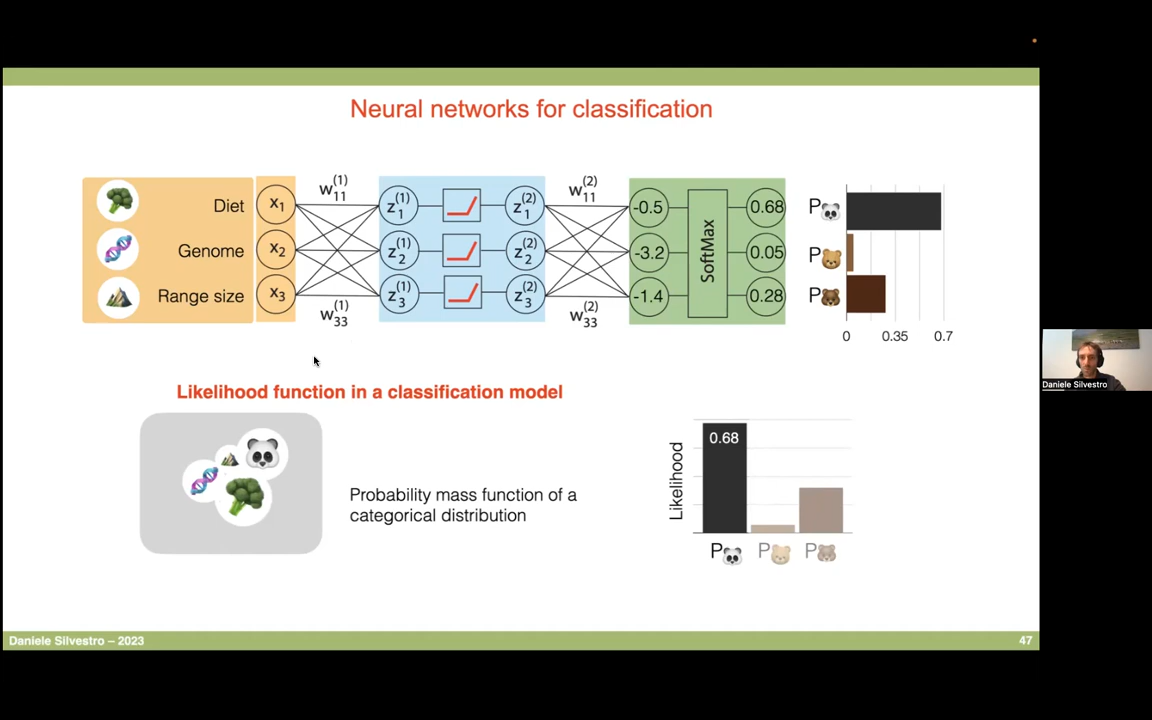 Neural networks for classification
Diet
Genome
Range size
x1
x2
x3
w11(1)
w33(1)
z1(1)
z2(1)
z3(1)
z1(2)
z2(2)
z3(2)
w11(2)
w33(2)
-0.5
-3.2
-1.4
SoftMax
0.68
0.05
0.28
P
P
P
0 0.35 0.7
Daniele Silvestro
Likelihood function in a classification model
Probability mass function of a
categorical distribution
Likelihood
0.68
P P P
Daniele Silvestro – 2023
47